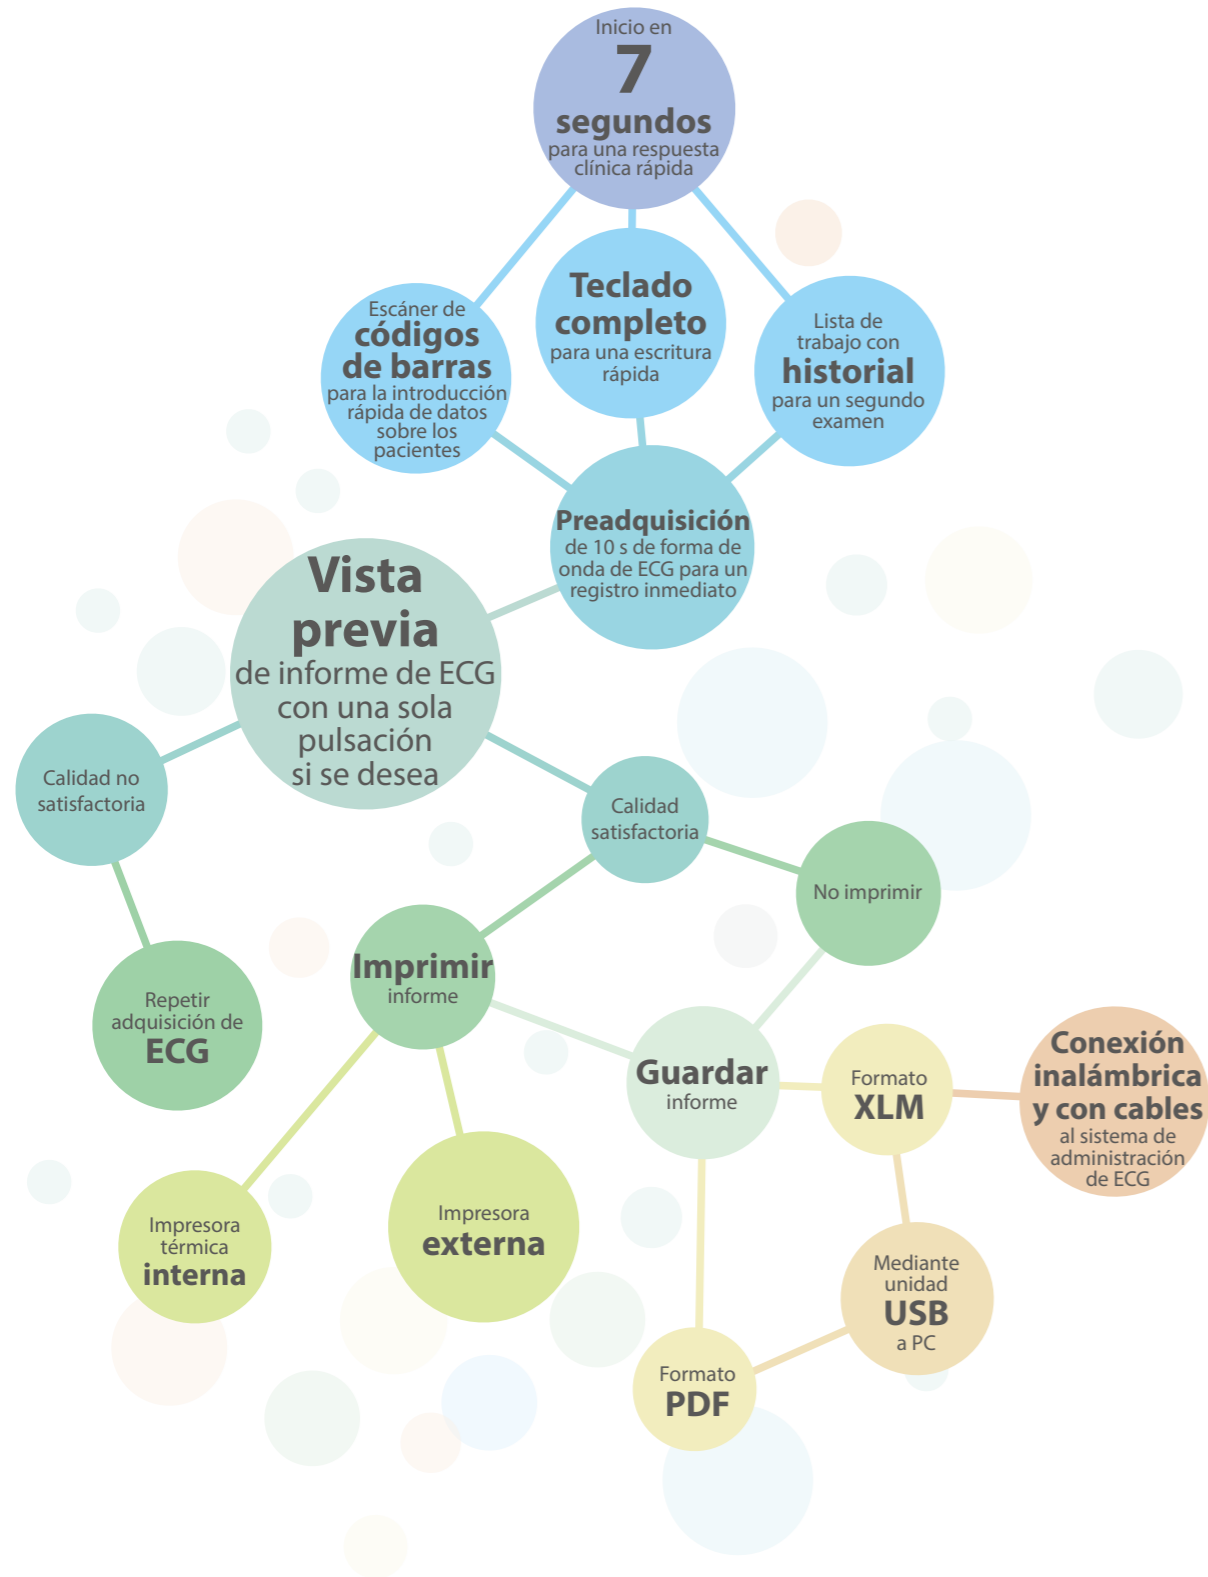 Inicio en
7
segundos
para una respuesta
clínica rápida
Escáner de
códigos
de barras
para la introducción
rápida de datos
sobre los
pacientes
Teclado
completo
para una escritura
rápida
Lista de
trabajo con
historial
para un segundo
examen
Preadquisición
de 10 s de forma de
onda de ECG para un
registro inmediato
Vista
previa
de informe de ECG
con una sola
pulsación
si se desea
Calidad no
satisfactoria
Calidad
satisfactoria
No imprimir
Repetir
adquisición de
ECG
Imprimir
informe
Guardar
informe
Formato
XLM
Conexión
inalámbrica
y con cables
al sistema de
administración
de ECG
Impresora
térmica
interna
Impresora
externa
Mediante
unidad
USB
a PC
Formato
PDF